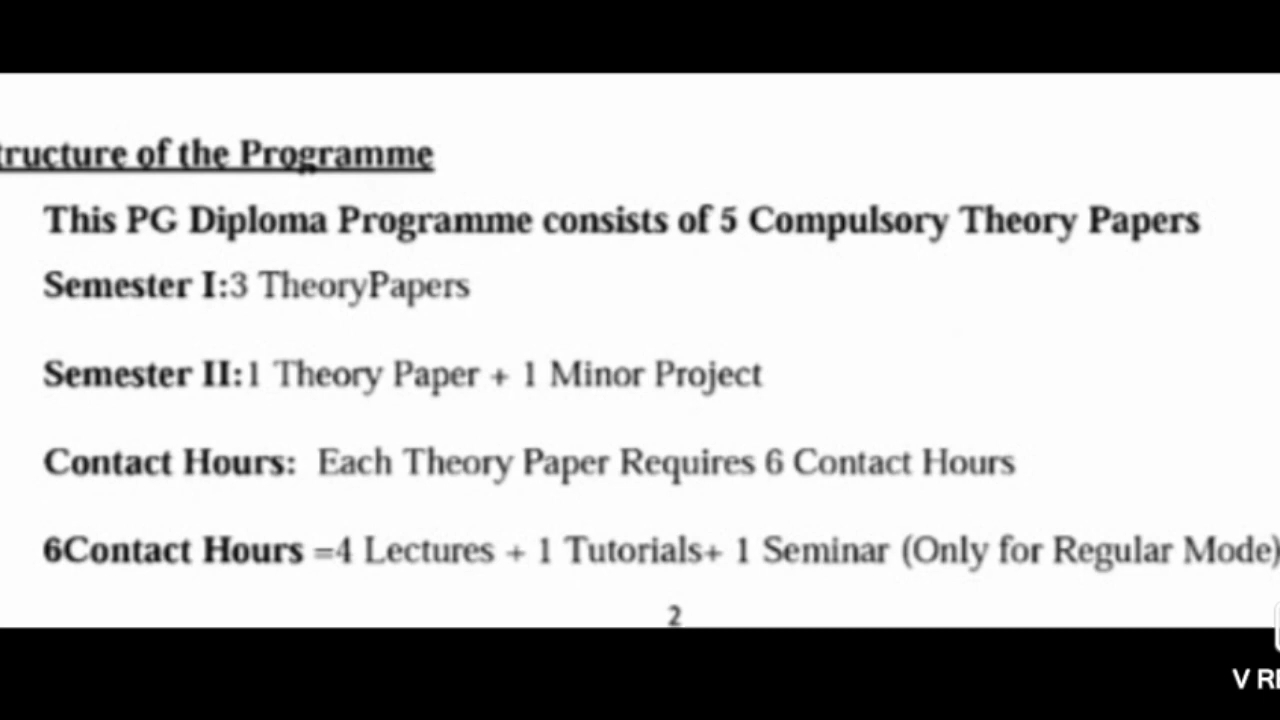 tructure of the Programme
This PG Diploma Programme consists of 5 Compulsory Theory Papers
Semester I:3 TheoryPapers
Semester II:1 Theory Paper + 1 Minor Project
Contact Hours: Each Theory Paper Requires 6 Contact Hours
6Contact Hours =4 Lectures + 1 Tutorials+ 1 Seminar (Only for Regular Mode)
2
V R